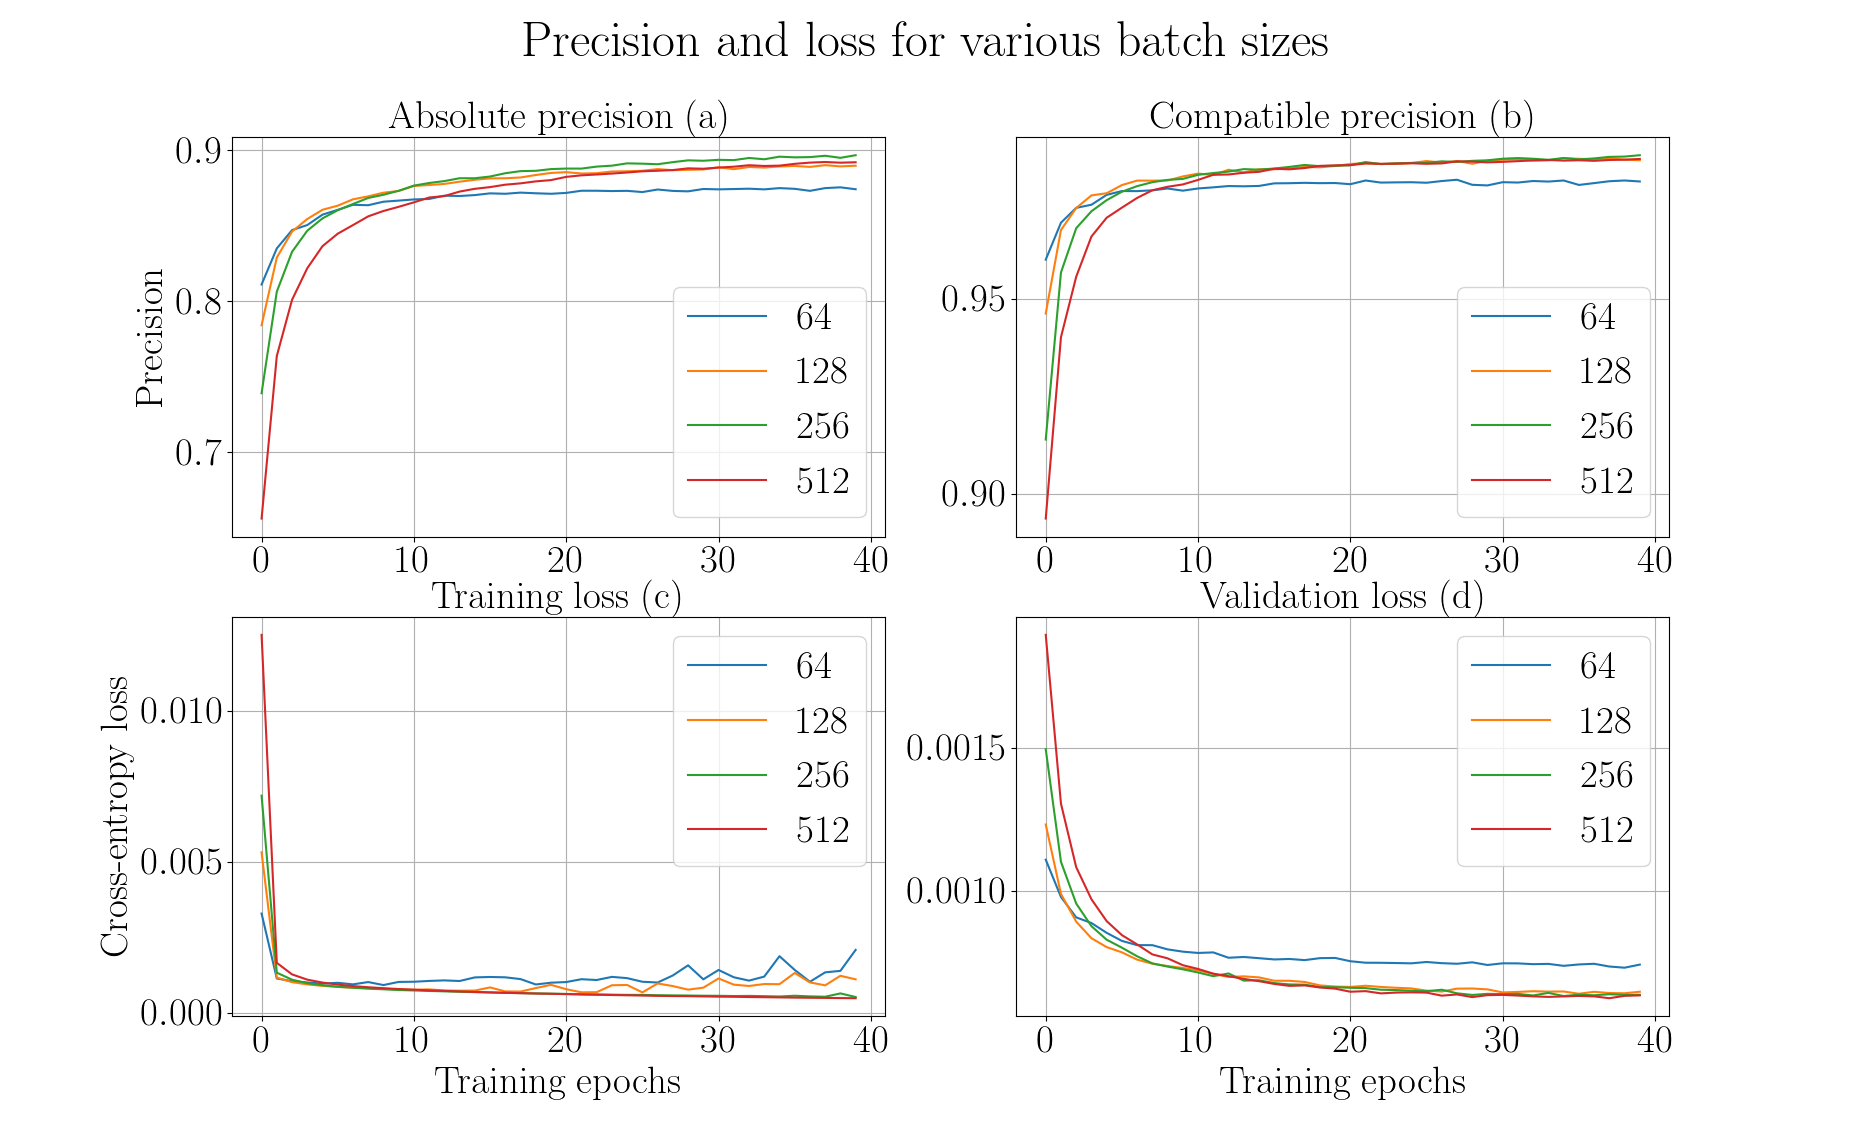 Precision and loss for various batch sizes
Absolute precision (a)
Precision
0.9
0.8
0.7
64
128
256
512
0 10 20 30 40
Compatible precision (b)
0.95
0.90
64
128
256
512
0 10 20 30 40
Training loss (c)
Cross-entropy loss
0.010
0.005
0.000
64
128
256
512
0 10 20 30 40
Training epochs
Validation loss (d)
0.0015
0.0010
64
128
256
512
0 10 20 30 40
Training epochs